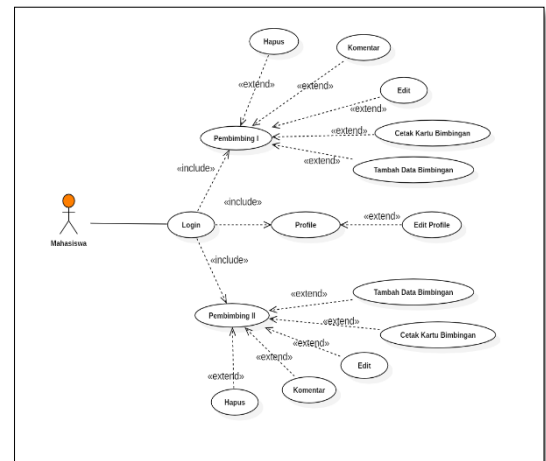 Hapus
Komentar
«extend»
«extend»
Edit
«extend»
Pembimbing I
«extend»
Cetak Kartu Bimbingan
«extend»
Tambah Data Bimbingan
«include»
«include»
Mahasiswa
Login
Profile
«extend»
Edit Profile
«include»
Pembimbing II
«extend»
Tambah Data Bimbingan
«extend»
Cetak Kartu Bimbingan
«extend»
Edit
«extend»
«extend»
Komentar
Hapus